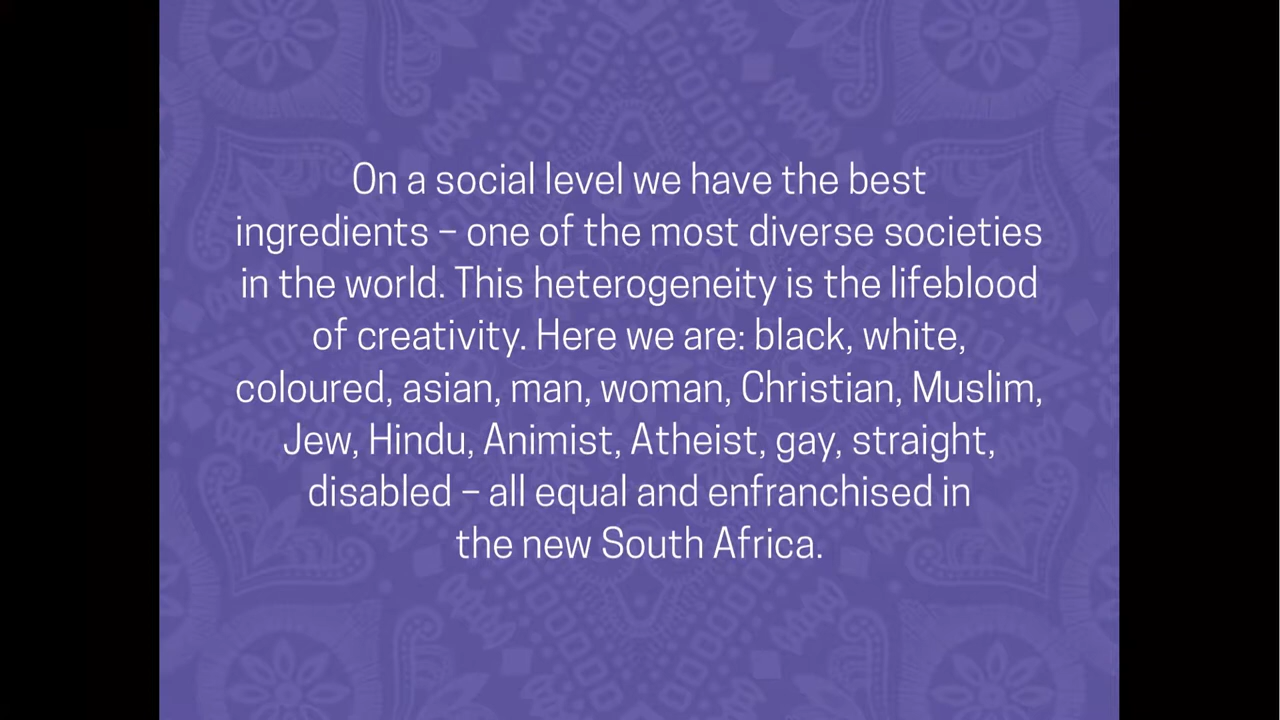 On a social level we have the best
ingredients – one of the most diverse societies
in the world. This heterogeneity is the lifeblood
of creativity. Here we are: black, white,
coloured, asian, man, woman, Christian, Muslim,
Jew, Hindu, Animist, Atheist, gay, straight,
disabled – all equal and enfranchised in
the new South Africa.